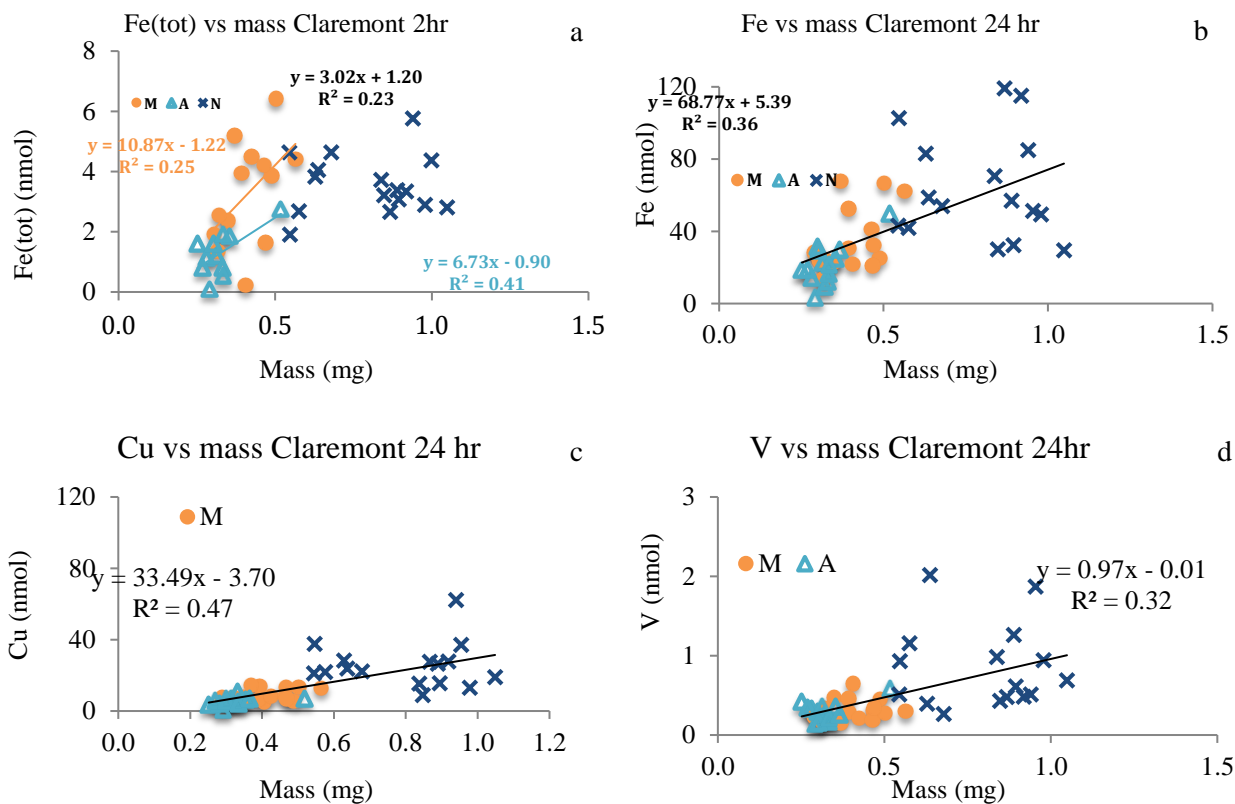 Fe(tot) vs mass Claremont 2hr
a
8
6
4
2
0
Fe(tot) (nmol)
M A N
y = 3.02x + 1.20
R² = 0.23
y = 10.87x - 1.22
R² = 0.25
y = 6.73x - 0.90
R² = 0.41
0.0 0.5 1.0 1.5
Mass (mg)
Fe vs mass Claremont 24 hr
b
120
80
40
0
Fe (nmol)
y = 68.77x + 5.39
R² = 0.36
M A N
0.0 0.5 1.0 1.5
Mass (mg)
Cu vs mass Claremont 24 hr
c
120
80
40
0
Cu (nmol)
M
y = 33.49x - 3.70
R² = 0.47
0.0 0.2 0.4 0.6 0.8 1.0 1.2
Mass (mg)
V vs mass Claremont 24hr
d
3
2
1
0
V (nmol)
M A
y = 0.97x - 0.01
R² = 0.32
0.0 0.5 1.0 1.5
Mass (mg)